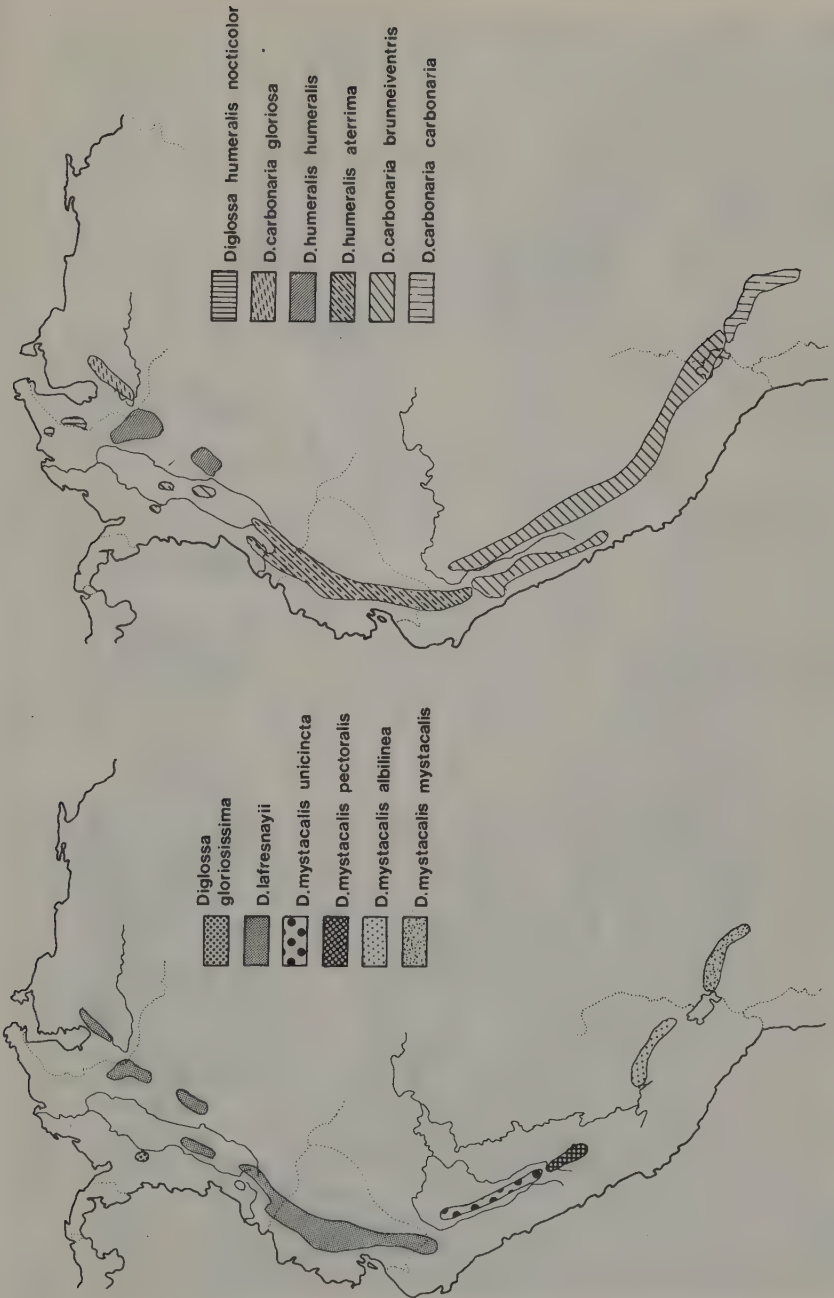 Diglossa
gloriosissima
D.lafresnayii
D.mystacalis unicincta
D.mystacalis pectoralis
D.mystacalis albilinea
D.mystacalis mystacalis
Diglossa humeralis nocticolor
D.carbonaria gloriosa
D.humeralis humeralis
D.humeralis aterrima
D.carbonaria brunneiventris
D.carbonaria carbonaria